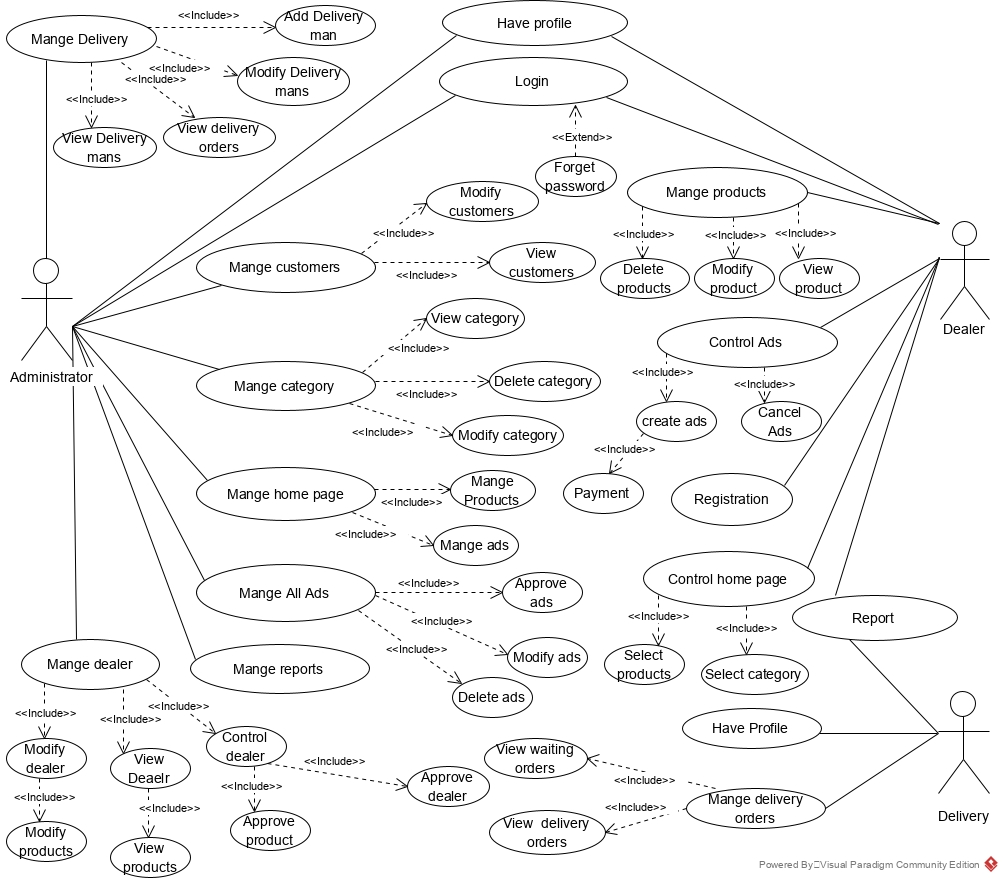 Mange Delivery
<<Include>>
Add Delivery
man
<<Include>>
Modify Delivery
mans
<<Include>>
View delivery
orders
<<Include>>
View Delivery
mans
Have profile
Login
<<Extend>>
Forget
password
Mange products
<<Include>>
<<Include>>
<<Include>>
Delete
products
Modify
product
View
product
Mange customers
<<Include>>
Modify
customers
<<Include>>
View
customers
Administrator
Dealer
Mange category
<<Include>>
View category
<<Include>>
Delete category
<<Include>>
Modify category
Control Ads
<<Include>>
<<Include>>
create ads
Cancel
Ads
<<Include>>
Payment
Registration
Mange home page
<<Include>>
Mange
Products
<<Include>>
Mange ads
Mange All Ads
<<Include>>
Approve
ads
<<Include>>
Modify ads
<<Include>>
Delete ads
Control home page
<<Include>>
<<Include>>
Select
products
Select category
Report
Mange reports
Mange dealer
<<Include>>
<<Include>>
<<Include>>
Modify
dealer
View
Deaelr
Control
dealer
<<Include>>
<<Include>>
<<Include>>
<<Include>>
Modify
products
View
products
Approve
product
Approve
dealer
Have Profile
View waiting
orders
<<Include>>
Mange delivery
orders
<<Include>>
View delivery
orders
Delivery
Powered By Visual Paradigm Community Edition